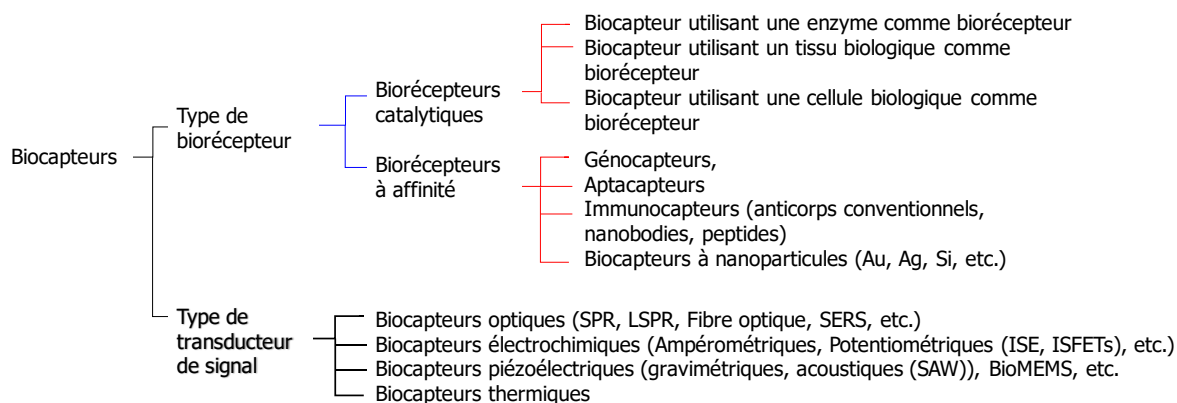 Biocapteurs
Type de
biorécepteur
Biorécepteurs
catalytiques
Biocapteur utilisant une enzyme comme biorécepteur
Biocapteur utilisant un tissu biologique comme
biorécepteur
Biocapteur utilisant une cellule biologique comme
biorécepteur
Biorécepteurs
à affinité
Génocapteurs,
Aptacapteurs
Immunocapteurs (anticorps conventionnels,
nanobodies, peptides)
Biocapteurs à nanoparticules (Au, Ag, Si, etc.)
Type de
transducteur
de signal
Biocapteurs optiques (SPR, LSPR, Fibre optique, SERS, etc.)
Biocapteurs électrochimiques (Ampérométriques, Potentiométriques (ISE, ISFETs), etc.)
Biocapteurs piézoélectriques (gravimétriques, acoustiques (SAW)), BioMEMS, etc.
Biocapteurs thermiques